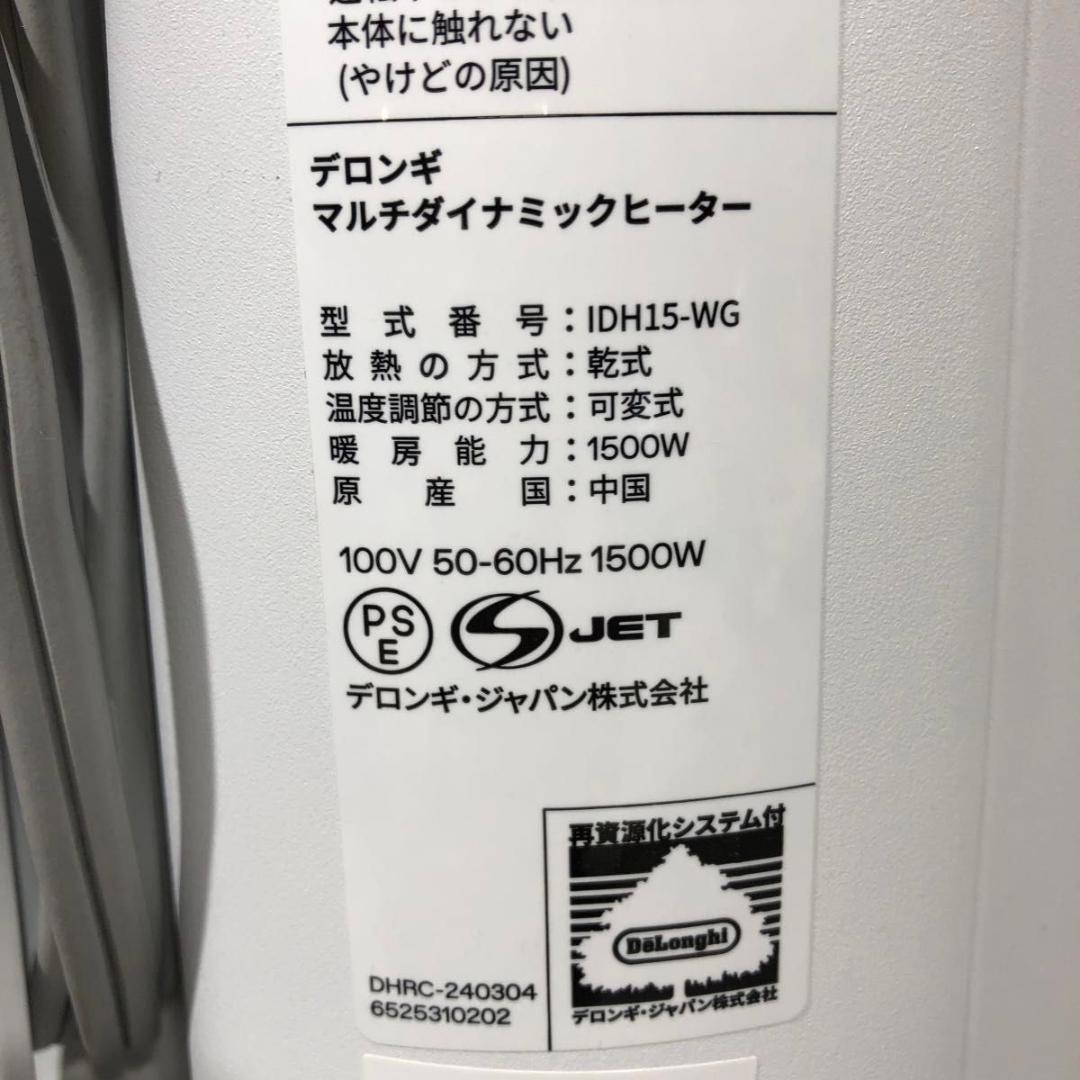 本体に触れない
(やけどの原因)
デロンギ
マルチダイナミックヒーター
型式番号：IDH15-WG
放熱の方式：乾式
温度調節の方式：可変式
暖房能力：1500W
原産国：中国
100V 50-60Hz 1500W
PSE JET
デロンギ・ジャパン株式会社
再資源化システム付
DeLonghi
デロンギ・ジャパン株式会社
DHRC-240304
6525310202